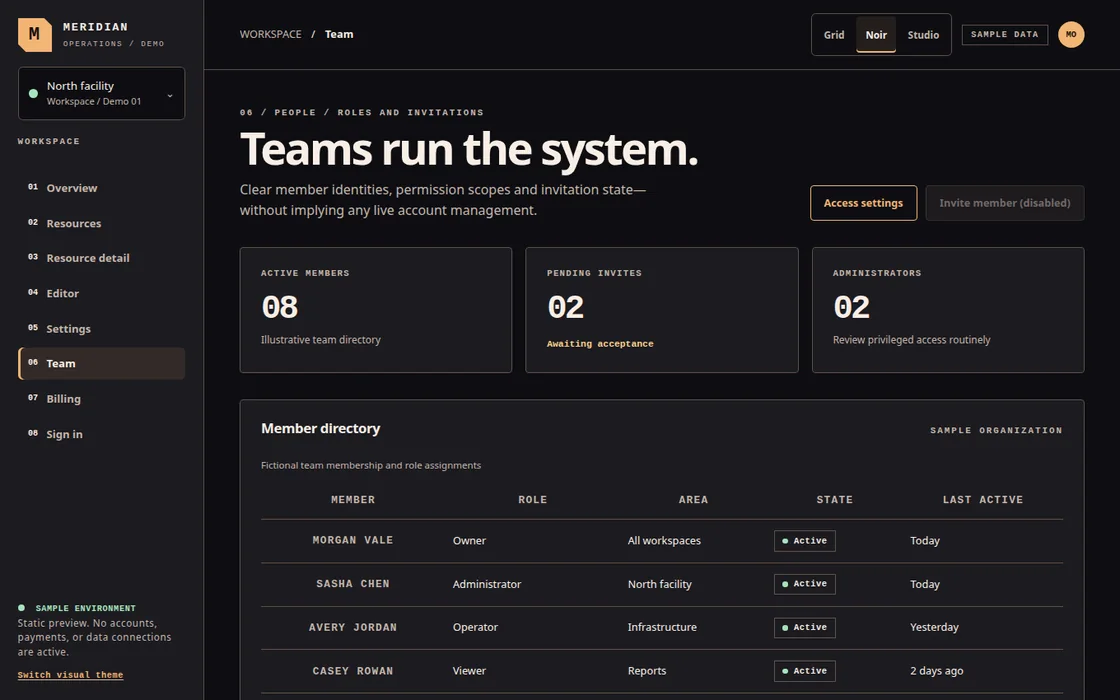 M
MERIDIAN
OPERATIONS / DEMO
North facility
Workspace / Demo 01
WORKSPACE
01 Overview
02 Resources
03 Resource detail
04 Editor
05 Settings
06 Team
07 Billing
08 Sign in
SAMPLE ENVIRONMENT
Static preview. No accounts,
payments, or data connections
are active.
Switch visual theme
WORKSPACE / Team
Grid Noir Studio
SAMPLE DATA
MO
06 / PEOPLE / ROLES AND INVITATIONS
Teams run the system.
Clear member identities, permission scopes and invitation state—
without implying any live account management.
Access settings
Invite member (disabled)
ACTIVE MEMBERS
08
Illustrative team directory
PENDING INVITES
02
Awaiting acceptance
ADMINISTRATORS
02
Review privileged access routinely
Member directory
SAMPLE ORGANIZATION
Fictional team membership and role assignments
MEMBER ROLE AREA STATE LAST ACTIVE
MORGAN VALE Owner All workspaces Active Today
SASHA CHEN Administrator North facility Active Today
AVERY JORDAN Operator Infrastructure Active Yesterday
CASEY ROWAN Viewer Reports Active 2 days ago